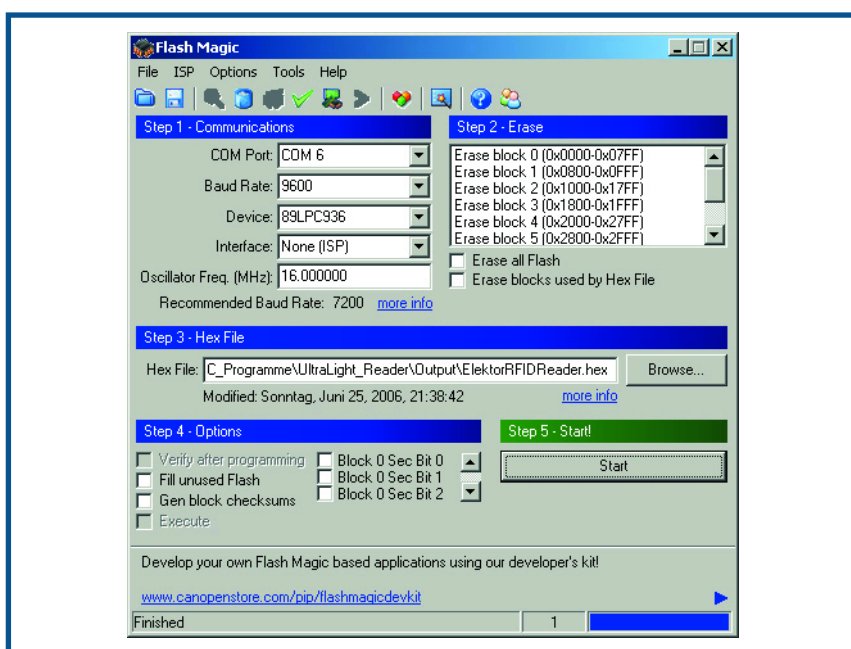 Flash Magic
File ISP Options Tools Help
Step 1 - Communications
COM Port: COM 6
Baud Rate: 9600
Device: 89LPC936
Interface: None (ISP)
Oscillator Freq. (MHz): 16.000000
Recommended Baud Rate: 7200 more info
Step 2 - Erase
Erase block 0 (0x0000-0x07FF)
Erase block 1 (0x0800-0x0FFF)
Erase block 2 (0x1000-0x17FF)
Erase block 3 (0x1800-0x1FFF)
Erase block 4 (0x2000-0x27FF)
Erase block 5 (0x2800-0x2FFF)
Erase all Flash
Erase blocks used by Hex File
Step 3 - Hex File
Hex File: C_Programme\UltraLight_Reader\Output\ElektorRFIDReader.hex Browse...
Modified: Sonntag, Juni 25, 2006, 21:38:42 more info
Step 4 - Options
Verify after programming
Fill unused Flash
Gen block checksums
Execute
Block 0 Sec Bit 0
Block 0 Sec Bit 1
Block 0 Sec Bit 2
Step 5 - Start!
Start
Develop your own Flash Magic based applications using our developer's kit!
www.canopenstore.com/pip/flashmagicdevkit
Finished 1